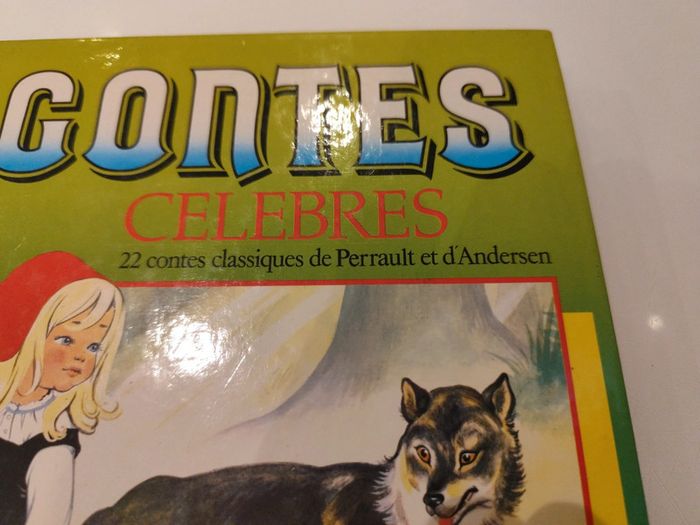 CONTES
CELEBRES
22 contes classiques de Perrault et d'Andersen